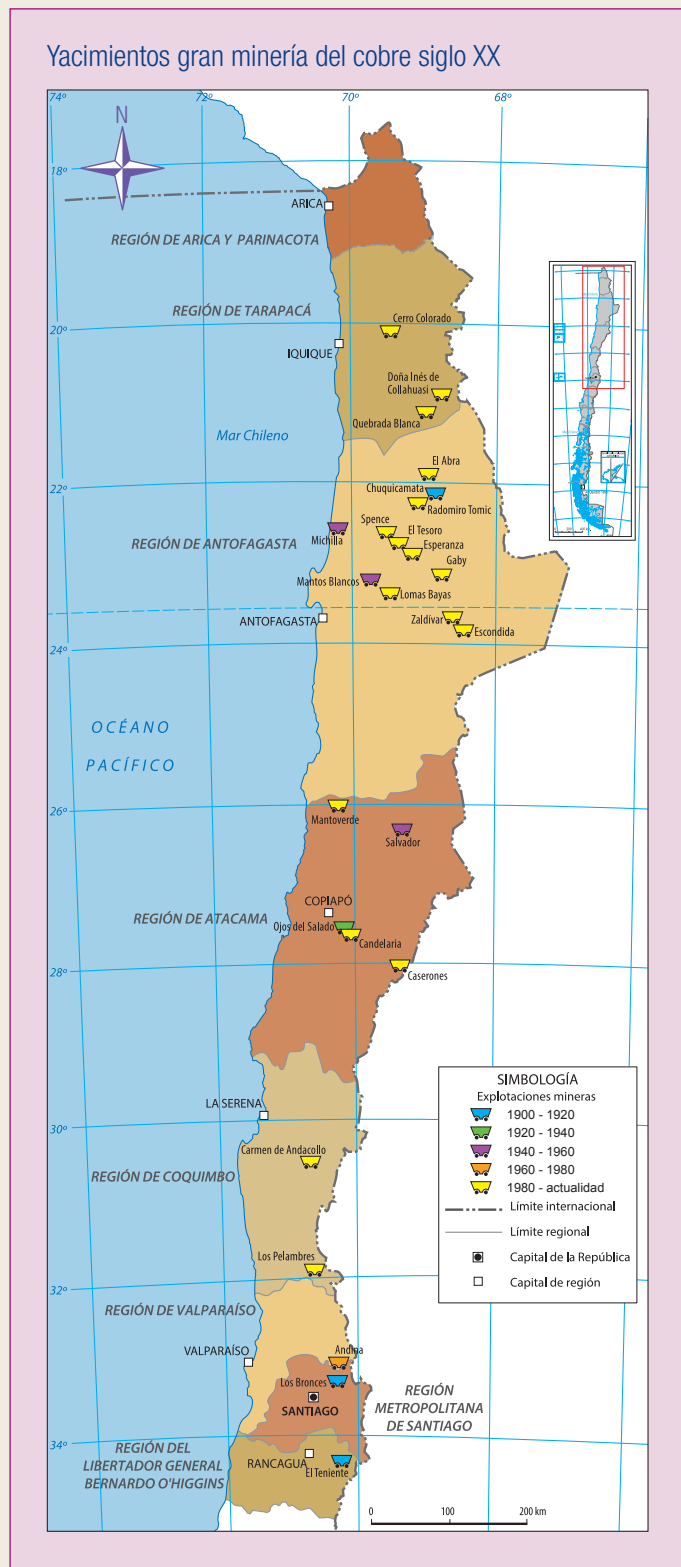 Yacimientos gran minería del cobre siglo XX
74º
72º
70º
68º
N
18º
ARICA
REGIÓN DE ARICA Y PARINACOTA
REGIÓN DE TARAPACÁ
Cerro Colorado
20º
IQUIQUE
Doña Inés de
Collahuasi
Quebrada Blanca
Mar Chileno
El Abra
22º
Chuquicamata
Radomiro Tomic
Spence
El Tesoro
Michilla
Esperanza
REGIÓN DE ANTOFAGASTA
Gaby
Mantos Blancos
Lomas Bayas
ANTOFAGASTA
Zaldívar
Escondida
24º
OCÉANO
PACÍFICO
26º
Mantoverde
Salvador
COPIAPÓ
REGIÓN DE ATACAMA
Ojos del Salado
Candelaria
28º
Caserones
SIMBOLOGÍA
Explotaciones mineras
1900 - 1920
1920 - 1940
1940 - 1960
1960 - 1980
1980 - actualidad
Límite internacional
Límite regional
Capital de la República
Capital de región
LA SERENA
30º
Carmen de Andacollo
REGIÓN DE COQUIMBO
Los Pelambres
32º
REGIÓN DE VALPARAÍSO
VALPARAÍSO
Andina
Los Bronces
SANTIAGO
REGIÓN
METROPOLITANA
DE SANTIAGO
34º
REGIÓN DEL
LIBERTADOR GENERAL
BERNARDO O'HIGGINS
RANCAGUA
El Teniente
0 100 200 km